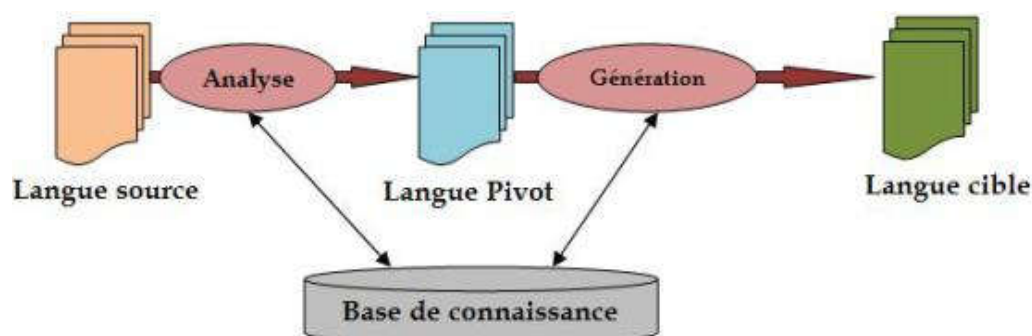 Analyse
Génération
Langue source
Langue Pivot
Langue cible
Base de connaissance